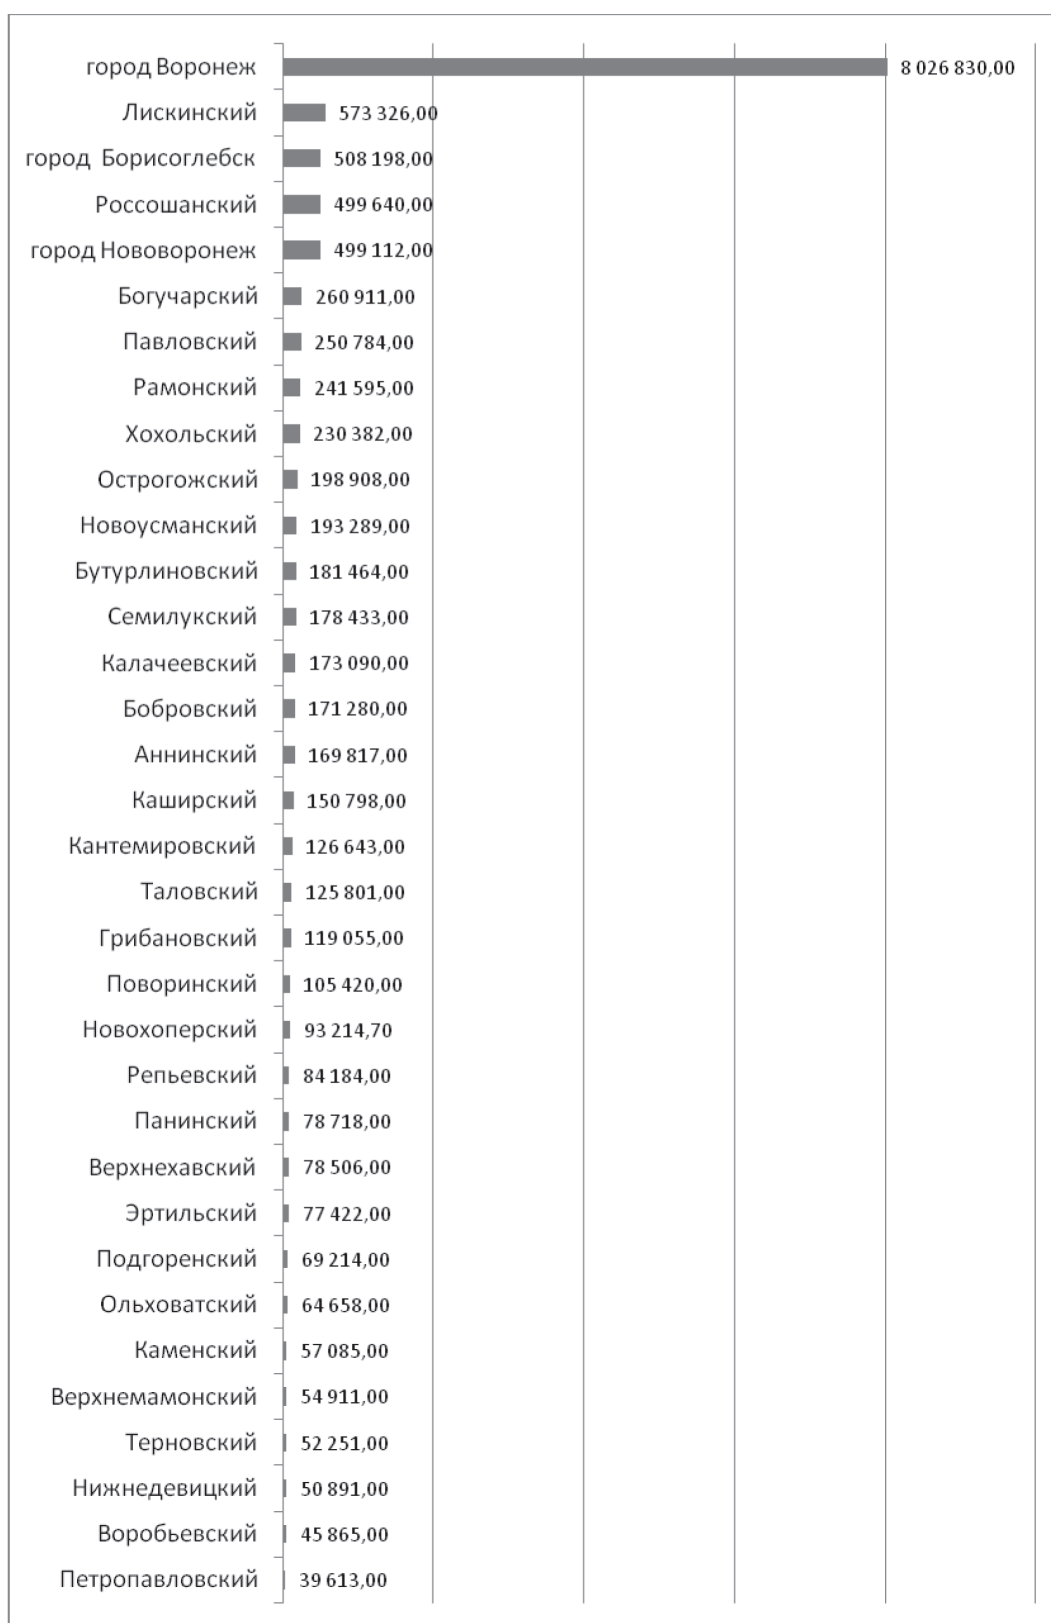 город Воронеж 8 026 830,00
Лискинский 573 326,00
город Борисоглебск 508 198,00
Россошанский 499 640,00
город Нововоронеж 499 112,00
Богучарский 260 911,00
Павловский 250 784,00
Рамонский 241 595,00
Хохольский 230 382,00
Острогожский 198 908,00
Новоусманский 193 289,00
Бутурлиновский 181 464,00
Семилукский 178 433,00
Калачеевский 173 090,00
Бобровский 171 280,00
Аннинский 169 817,00
Каширский 150 798,00
Кантемировский 126 643,00
Таловский 125 801,00
Грибановский 119 055,00
Поворинский 105 420,00
Новохоперский 93 214,70
Репьевский 84 184,00
Панинский 78 718,00
Верхнехавский 78 506,00
Эртильский 77 422,00
Подгоренский 69 214,00
Ольховатский 64 658,00
Каменский 57 085,00
Верхнемамонский 54 911,00
Терновский 52 251,00
Нижнедевицкий 50 891,00
Воробьевский 45 865,00
Петропавловский 39 613,00